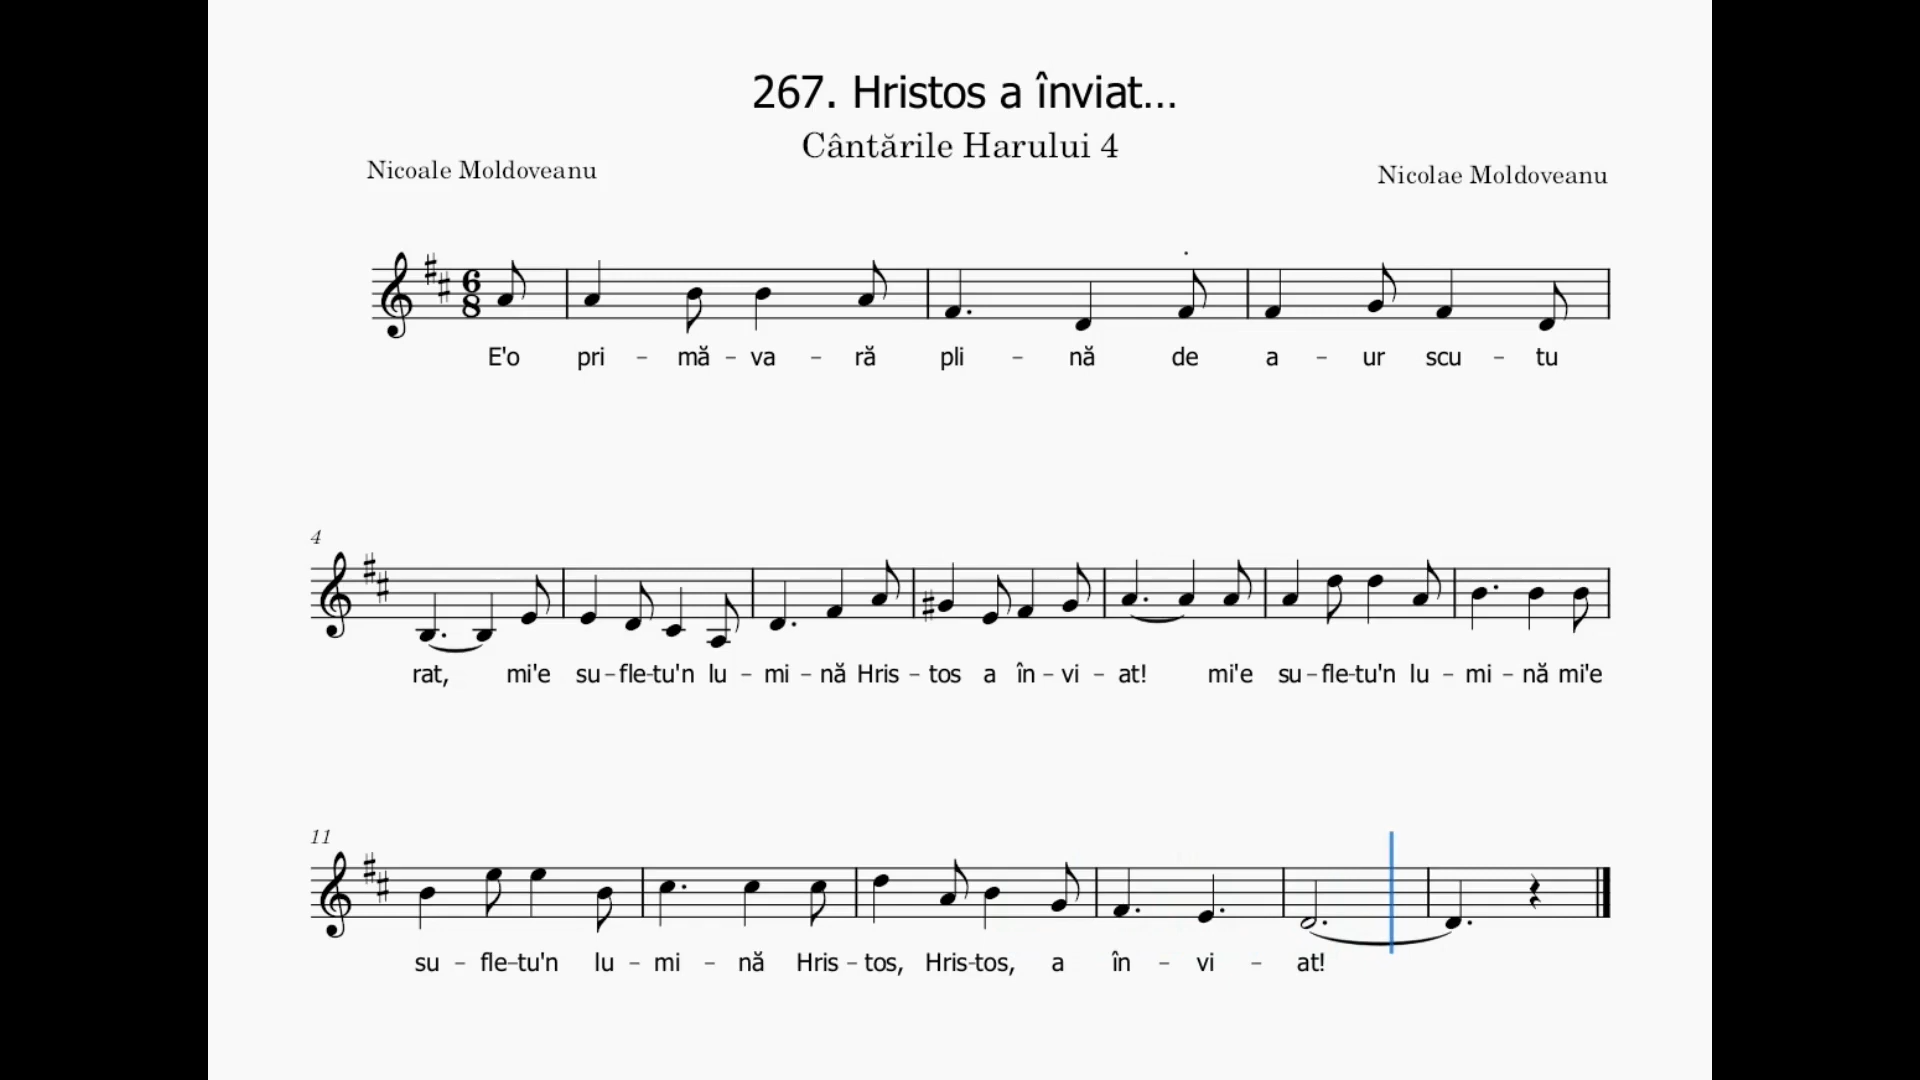 267. Hristos a înviat...
Cântările Harului 4
Nicoale Moldoveanu
Nicolae Moldoveanu
6
8
E'o pri - mă - va - ră pli - nă de a - ur scu - tu
4
rat, mi'e su-fle-tu'n lu - mi - nă Hris - tos a în - vi - at! mi'e su-fle-tu'n lu - mi - nă mi'e
11
su - fle-tu'n lu - mi - nă Hris - tos, Hris-tos, a în - vi - at!